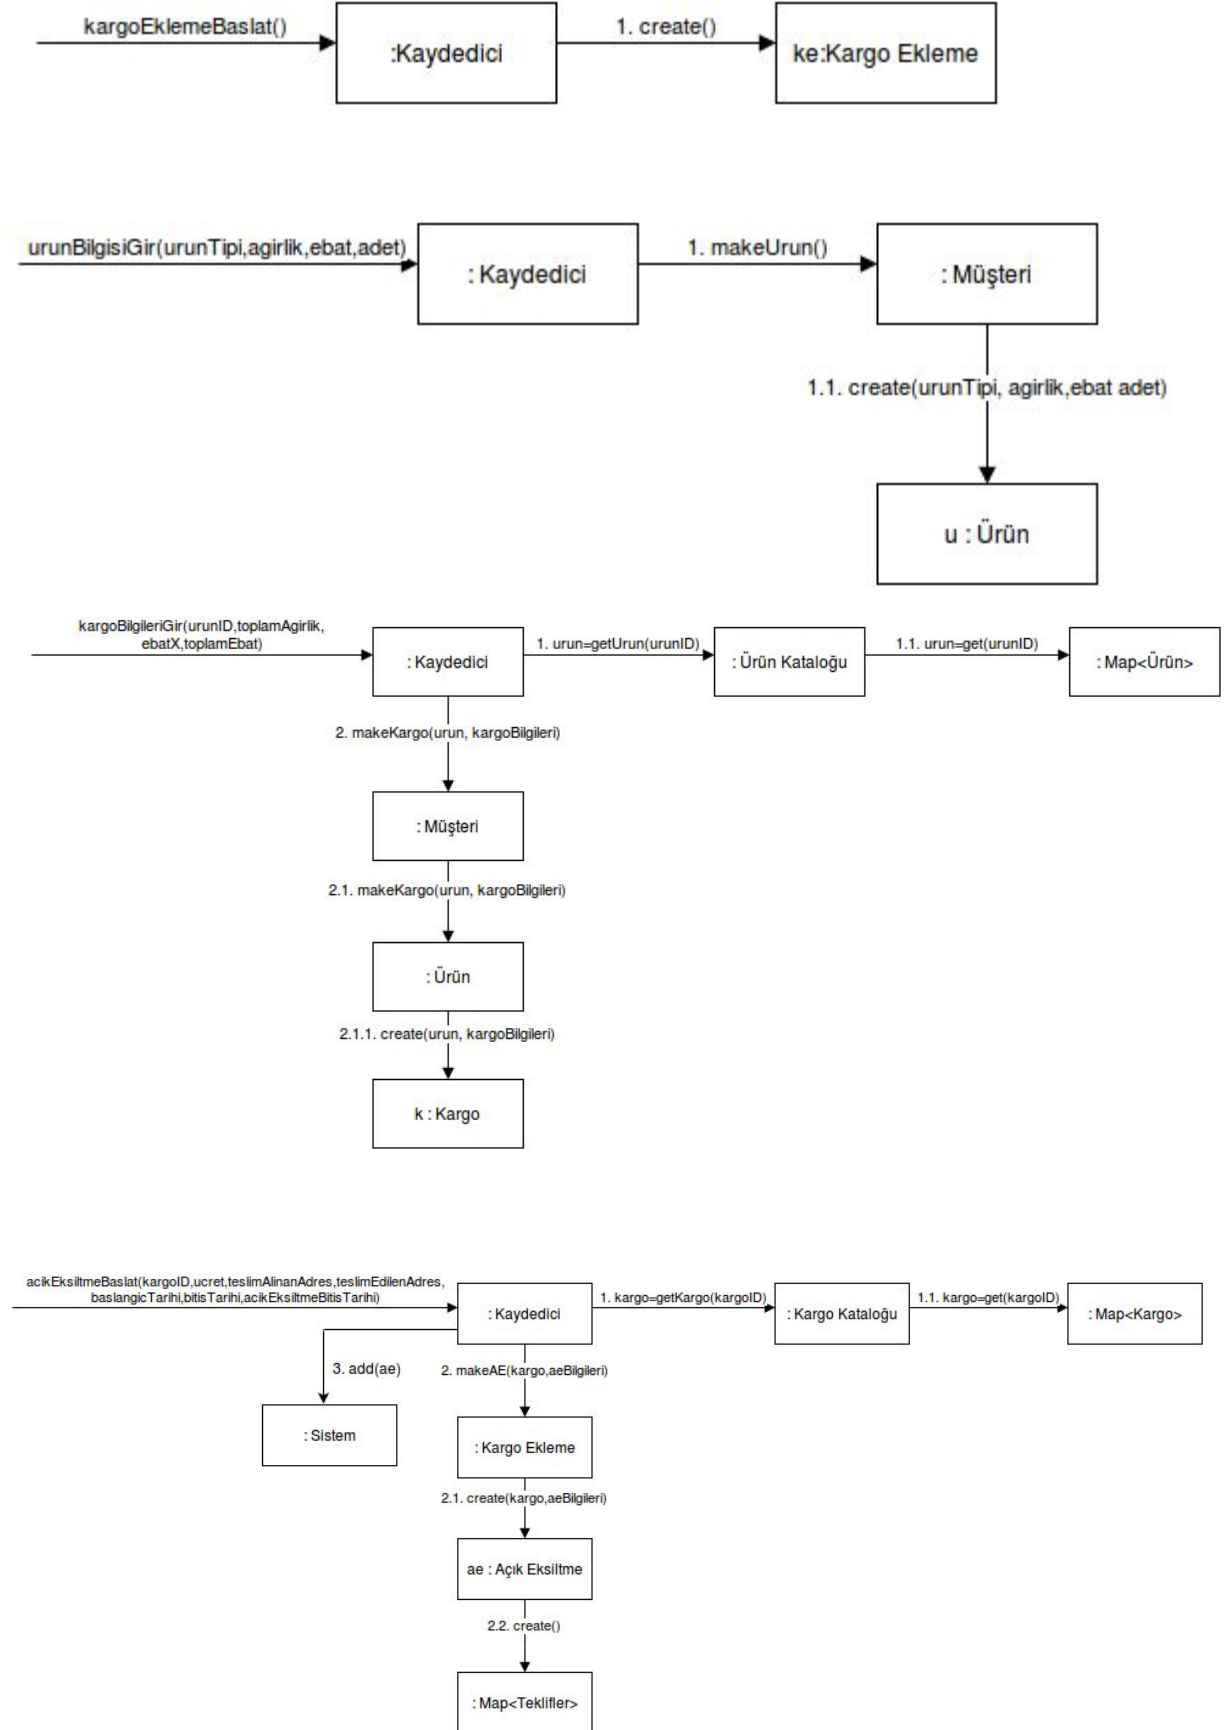 kargoEklemeBaslat()
:Kaydedici
1. create()
ke:Kargo Ekleme
urunBilgisiGir(urunTipi,agirlik,ebat,adet)
: Kaydedici
1. makeUrun()
: Müşteri
1.1. create(urunTipi, agirlik,ebat adet)
u : Ürün
kargoBilgileriGir(urunID,toplamAgirlik,
ebatX,toplamEbat)
: Kaydedici
1. urun=getUrun(urunID)
: Ürün Kataloğu
1.1. urun=get(urunID)
: Map<Ürün>
2. makeKargo(urun, kargoBilgileri)
: Müşteri
2.1. makeKargo(urun, kargoBilgileri)
: Ürün
2.1.1. create(urun, kargoBilgileri)
k : Kargo
acikEksiltmeBaslat(kargoID,ucret,teslimAlinanAdres,teslimEdilenAdres,
baslangicTarihi,bitisTarihi,acikEksiltmeBitisTarihi)
: Kaydedici
1. kargo=getKargo(kargoID)
: Kargo Kataloğu
1.1. kargo=get(kargoID)
: Map<Kargo>
3. add(ae)
2. makeAE(kargo,aeBilgileri)
: Sistem
: Kargo Ekleme
2.1. create(kargo,aeBilgileri)
ae : Açık Eksiltme
2.2. create()
: Map<Teklifler>